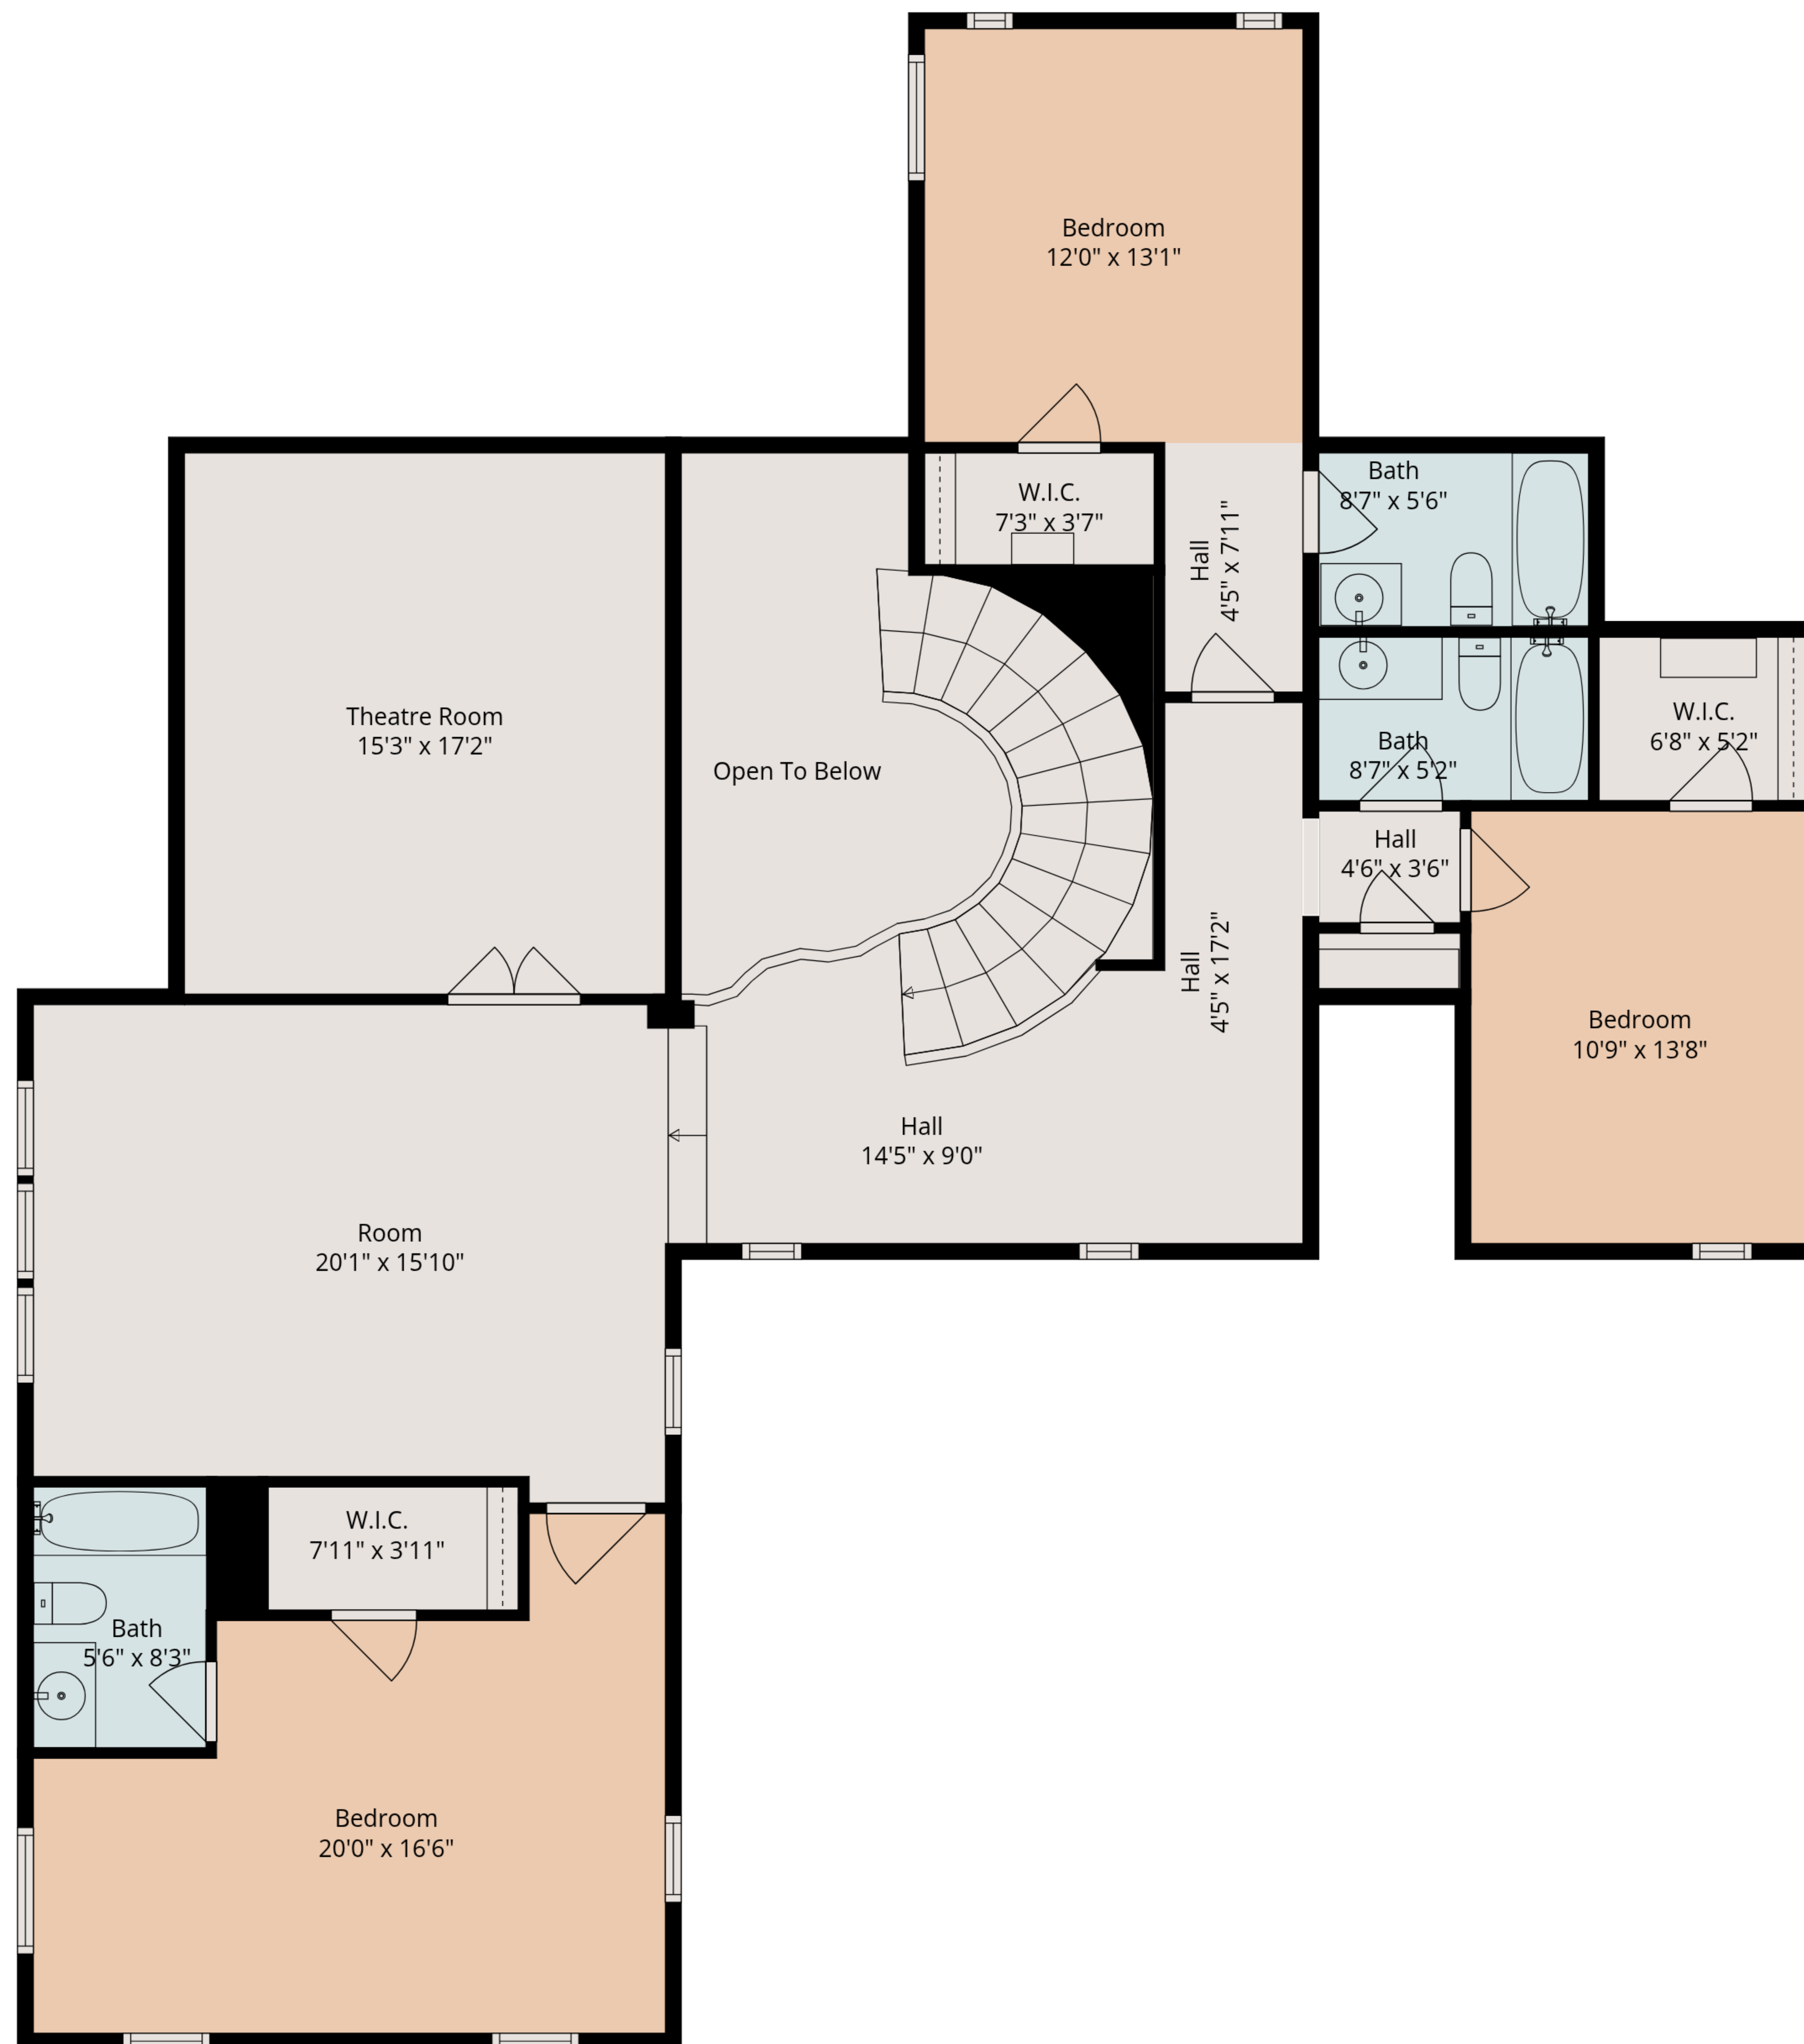 Bedroom
12'0" x 13'1"
Bath
8'7" x 5'6"
W.I.C.
7'3" x 3'7"
Hall
4'5" x 7'11"
Theatre Room
15'3" x 17'2"
Open To Below
Bath
8'7" x 5'2"
W.I.C.
6'8" x 5'2"
Hall
4'6" x 3'6"
Hall
4'5" x 17'2"
Bedroom
10'9" x 13'8"
Hall
14'5" x 9'0"
Room
20'1" x 15'10"
W.I.C.
7'11" x 3'11"
Bath
5'6" x 8'3"
Bedroom
20'0" x 16'6"